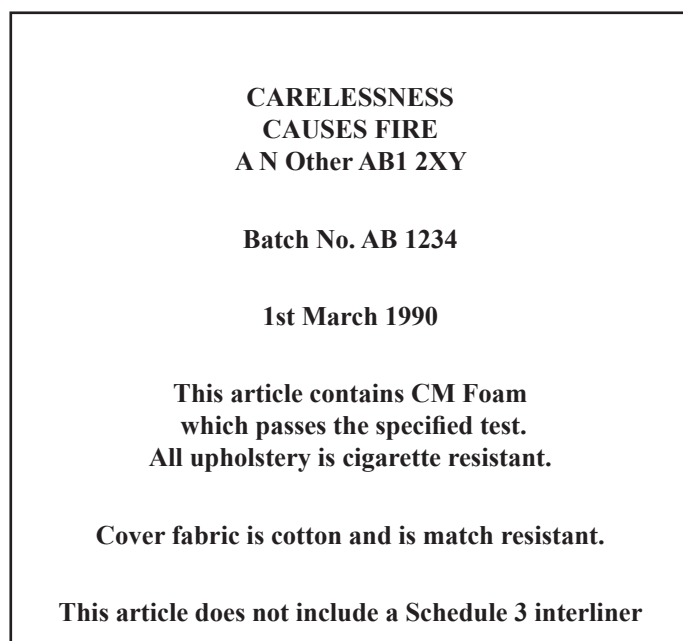 CARELESSNESS
CAUSES FIRE
A N Other AB1 2XY
Batch No. AB 1234
1st March 1990
This article contains CM Foam
which passes the specified test.
All upholstery is cigarette resistant.
Cover fabric is cotton and is match resistant.
This article does not include a Schedule 3 interliner